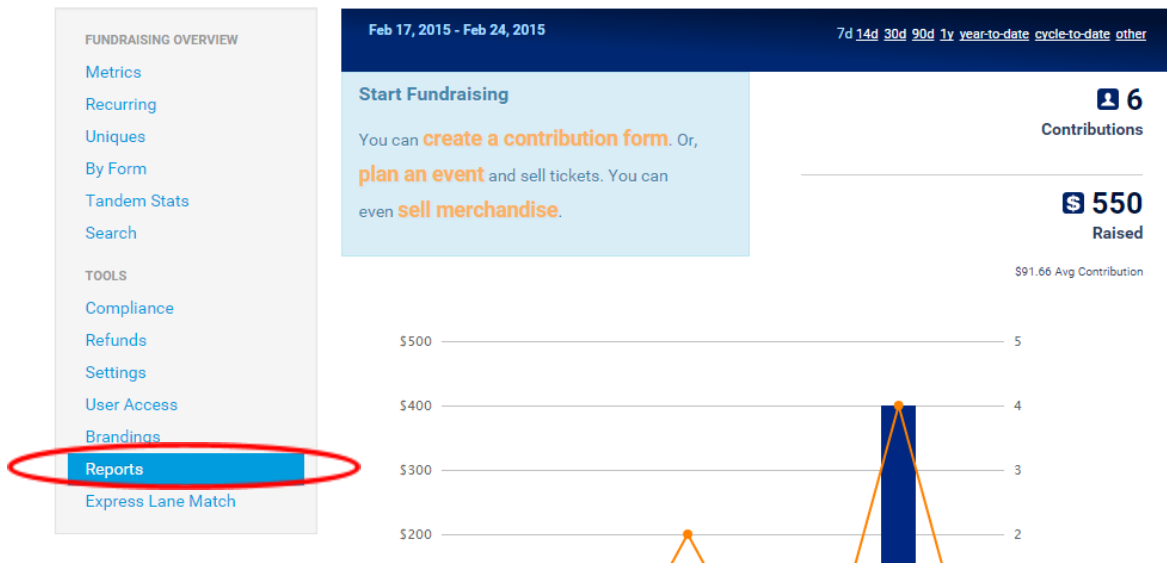 FUNDRAISING OVERVIEW
Metrics
Recurring
Uniques
By Form
Tandem Stats
Search
TOOLS
Compliance
Refunds
Settings
User Access
Brandings
Reports
Express Lane Match
Feb 17, 2015 - Feb 24, 2015
7d 14d 30d 90d 1y year-to-date cycle-to-date other
Start Fundraising
You can create a contribution form. Or,
plan an event and sell tickets. You can
even sell merchandise.
6
Contributions
$ 550
Raised
$91.66 Avg Contribution
$500 5
$400 4
$300 3
$200 2